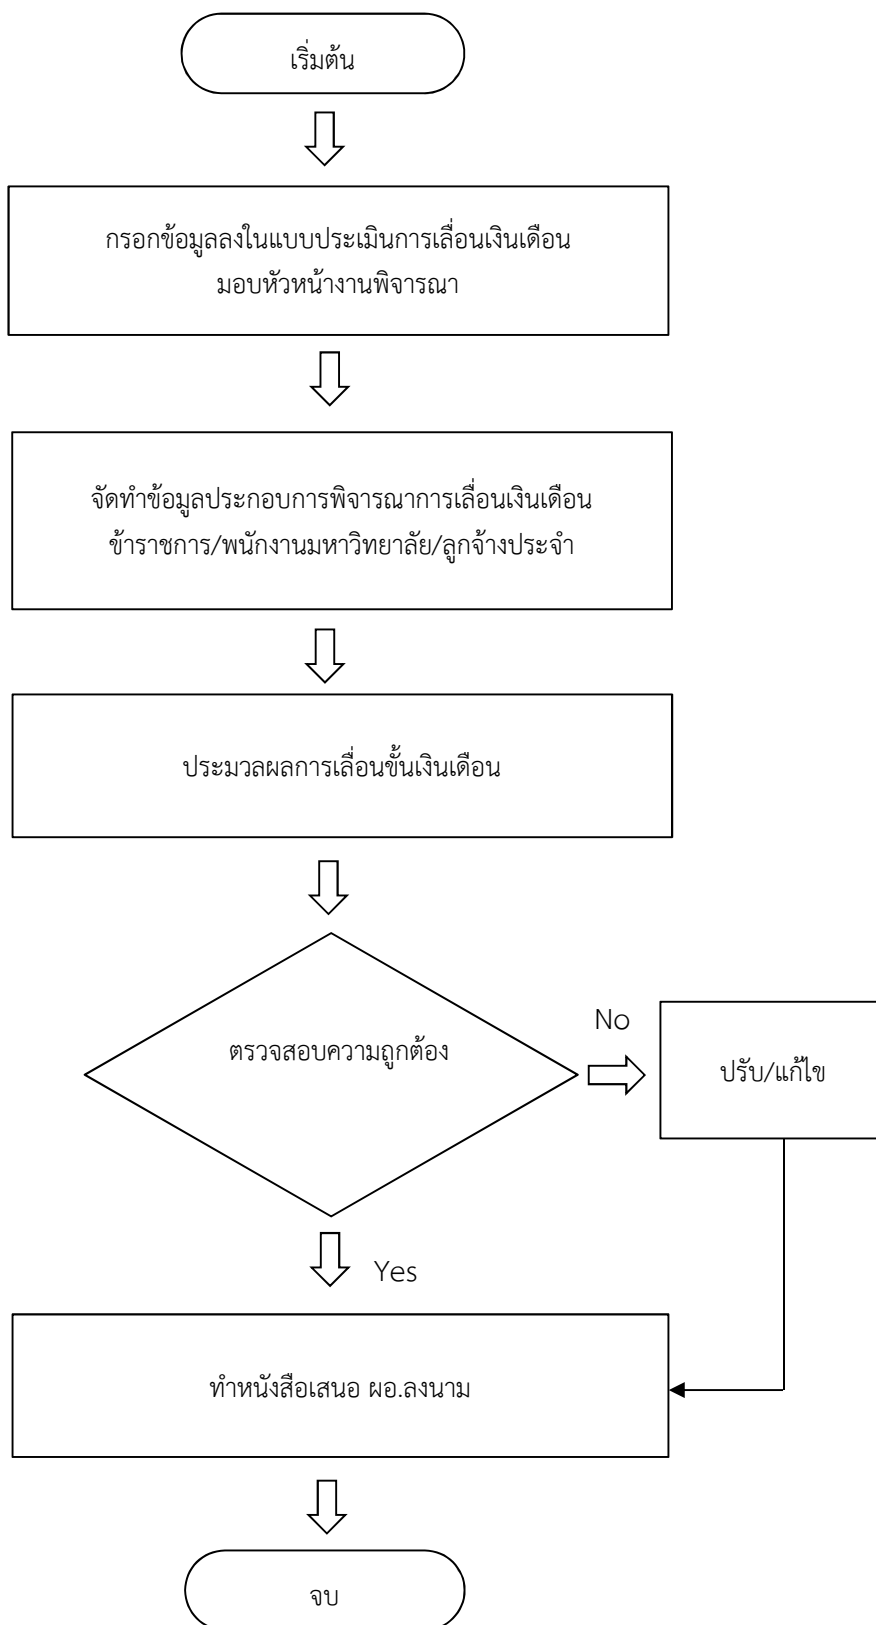 เริ่มต้น
กรอกข้อมูลลงในแบบประเมินการเลื่อนเงินเดือน
มอบหัวหน้างานพิจารณา
จัดทำข้อมูลประกอบการพิจารณาการเลื่อนเงินเดือน
ข้าราชการ/พนักงานมหาวิทยาลัย/ลูกจ้างประจำ
ประมวลผลการเลื่อนขั้นเงินเดือน
ตรวจสอบความถูกต้อง
No
ปรับ/แก้ไข
Yes
ทำหนังสือเสนอ ผอ.ลงนาม
จบ